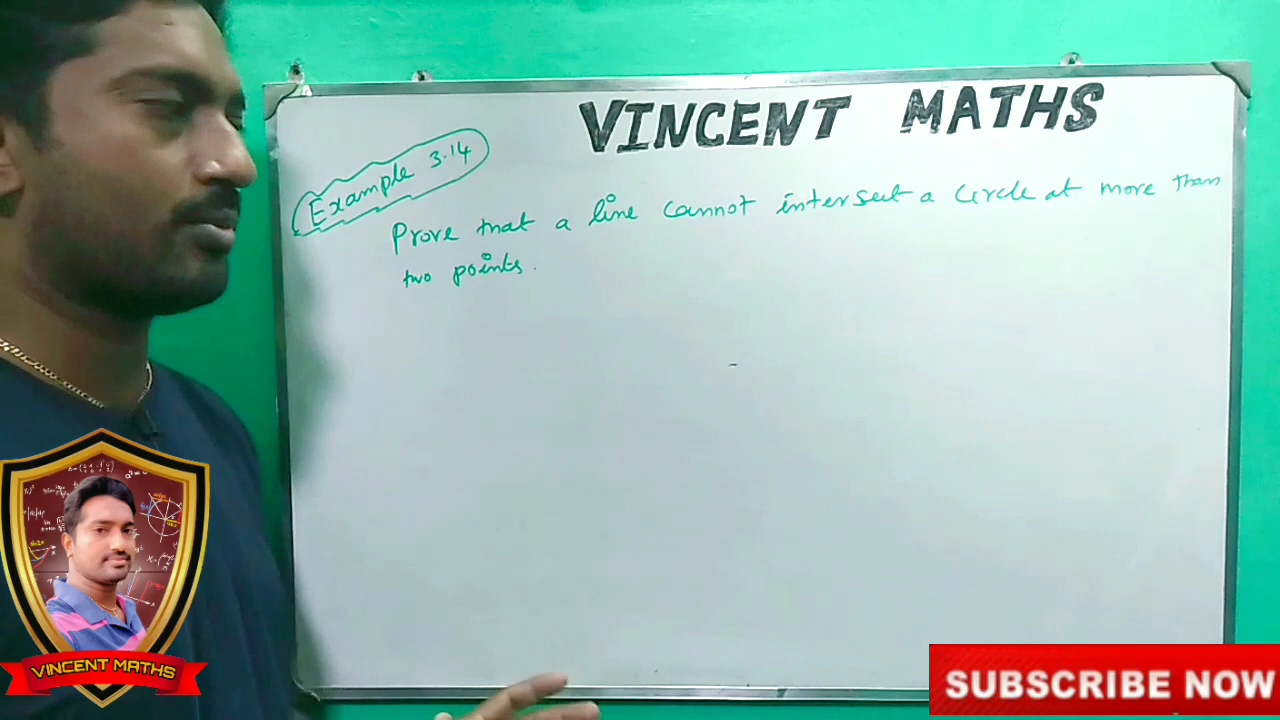 VINCENT MATHS
Example 3.14
Prove that a line cannot intersect a circle at more than
two points.
VINCENT MATHS
SUBSCRIBE NOW